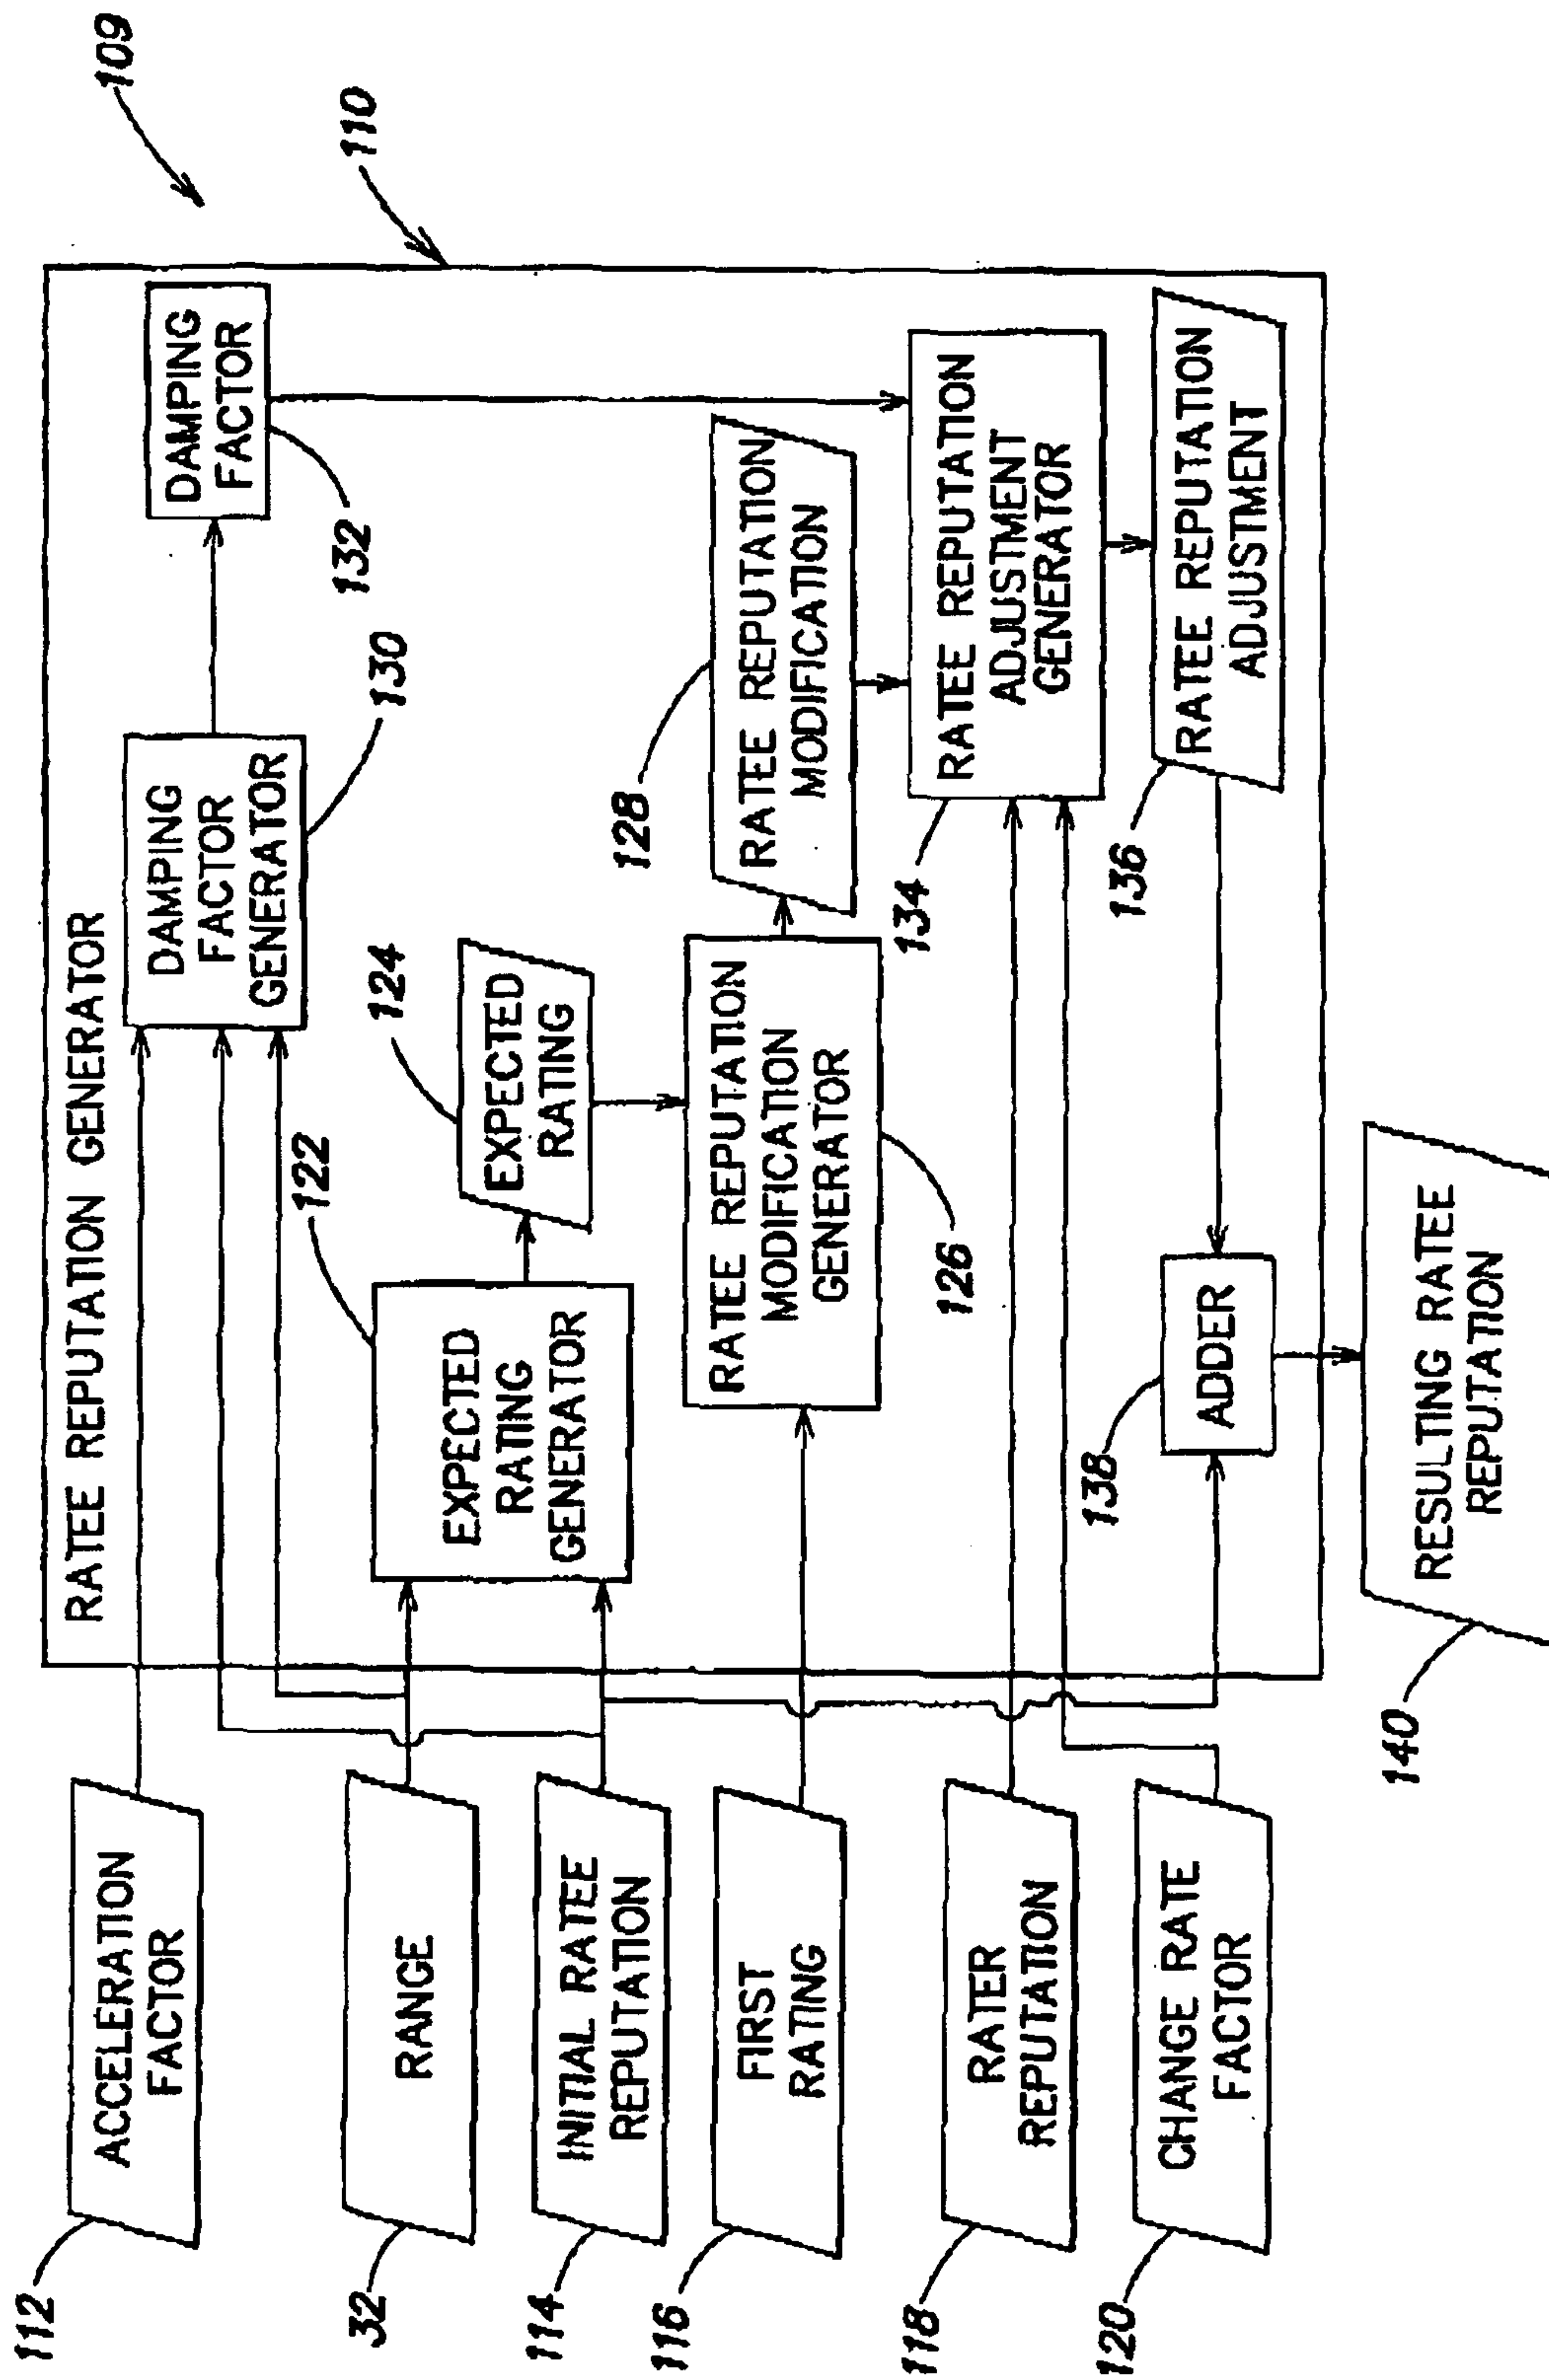 109
110
RATEE REPUTATION GENERATOR
112
ACCELERATION
FACTOR
DAMPING
FACTOR
GENERATOR
130
DAMPING
FACTOR
132
32
RANGE
122
EXPECTED
RATING
GENERATOR
124
EXPECTED
RATING
114
INITIAL RATEE
REPUTATION
116
FIRST
RATING
RATEE REPUTATION
MODIFICATION
GENERATOR
126
128
RATEE REPUTATION
MODIFICATION
118
RATER
REPUTATION
134
RATEE REPUTATION
ADJUSTMENT
GENERATOR
120
CHANGE RATE
FACTOR
138
ADDER
136
RATEE REPUTATION
ADJUSTMENT
140
RESULTING RATEE
REPUTATION